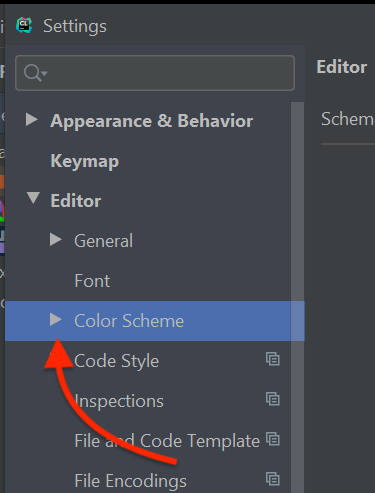 CL Settings
Editor
Appearance & Behavior
Schem
Keymap
Editor
General
Font
Color Scheme
Code Style
Inspections
File and Code Template
File Encodings